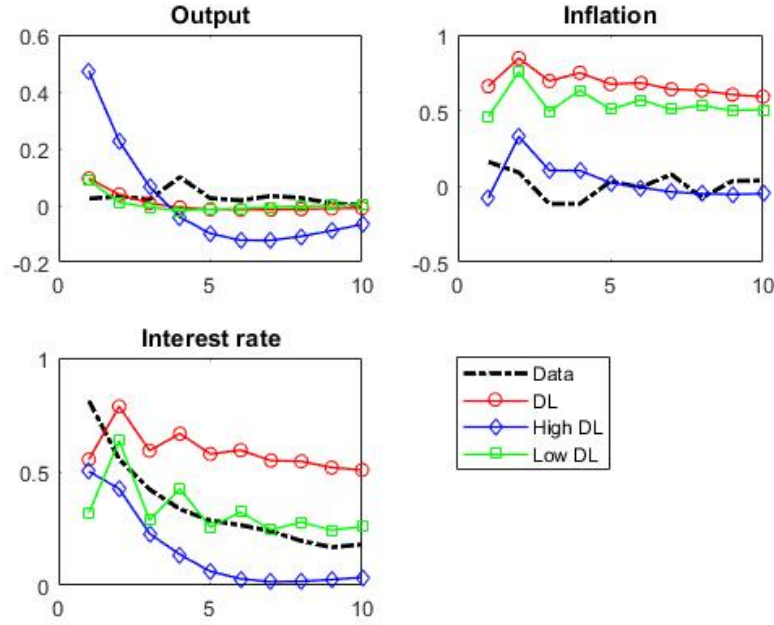 Output
0.6
0.4
0.2
0
-0.2
0 5 10
Inflation
1
0.5
0
-0.5
0 5 10
Interest rate
1
0.5
0
0 5 10
Data
DL
High DL
Low DL